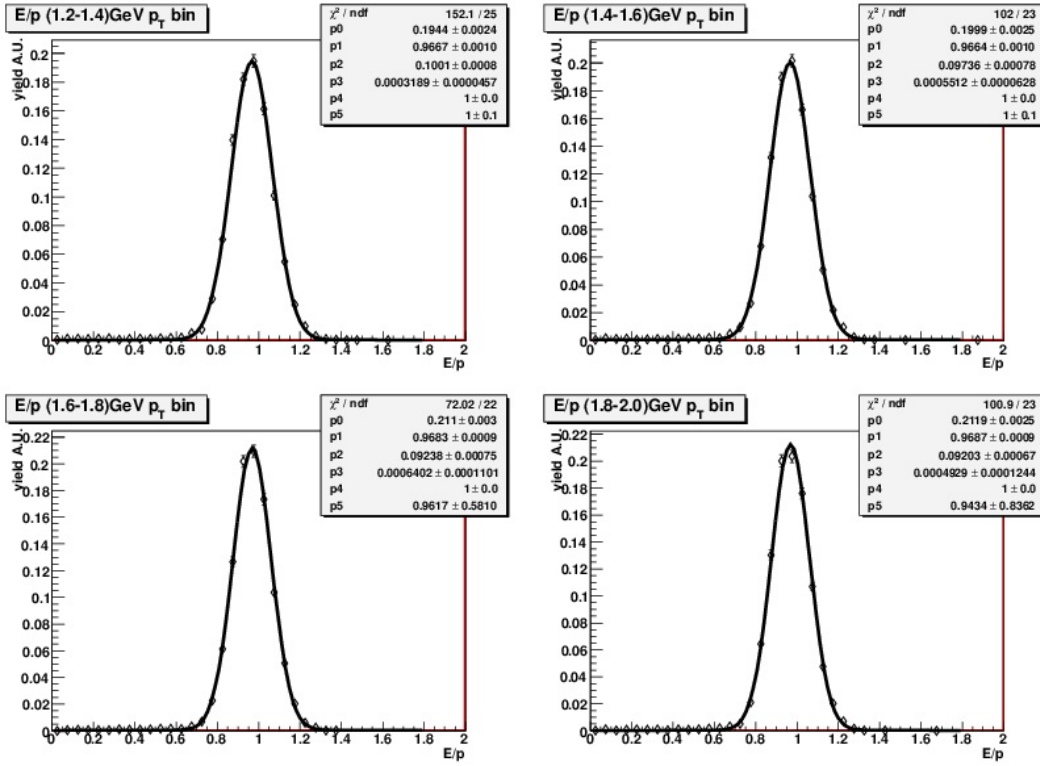 E/p (1.2-1.4)GeV pT bin
χ² / ndf 152.1 / 25
p0 0.1944 ± 0.0024
p1 0.9667 ± 0.0010
p2 0.1001 ± 0.0008
p3 0.0003189 ± 0.0000457
p4 1 ± 0.0
p5 1 ± 0.1
yield A.U.
0.2
0.18
0.16
0.14
0.12
0.1
0.08
0.06
0.04
0.02
0
0 0.2 0.4 0.6 0.8 1 1.2 1.4 1.6 1.8 2
E/p
E/p (1.4-1.6)GeV pT bin
χ² / ndf 102 / 23
p0 0.1999 ± 0.0025
p1 0.9664 ± 0.0010
p2 0.09736 ± 0.00078
p3 0.0005512 ± 0.0000628
p4 1 ± 0.0
p5 1 ± 0.1
yield A.U.
0.2
0.18
0.16
0.14
0.12
0.1
0.08
0.06
0.04
0.02
0
0 0.2 0.4 0.6 0.8 1 1.2 1.4 1.6 1.8 2
E/p
E/p (1.6-1.8)GeV pT bin
χ² / ndf 72.02 / 22
p0 0.211 ± 0.003
p1 0.9683 ± 0.0009
p2 0.09238 ± 0.00075
p3 0.0006402 ± 0.0001101
p4 1 ± 0.0
p5 0.9617 ± 0.5810
yield A.U.
0.22
0.2
0.18
0.16
0.14
0.12
0.1
0.08
0.06
0.04
0.02
0
0 0.2 0.4 0.6 0.8 1 1.2 1.4 1.6 1.8 2
E/p
E/p (1.8-2.0)GeV pT bin
χ² / ndf 100.9 / 23
p0 0.2119 ± 0.0025
p1 0.9687 ± 0.0009
p2 0.09203 ± 0.00067
p3 0.0004929 ± 0.0001244
p4 1 ± 0.0
p5 0.9434 ± 0.8362
yield A.U.
0.22
0.2
0.18
0.16
0.14
0.12
0.1
0.08
0.06
0.04
0.02
0
0 0.2 0.4 0.6 0.8 1 1.2 1.4 1.6 1.8 2
E/p